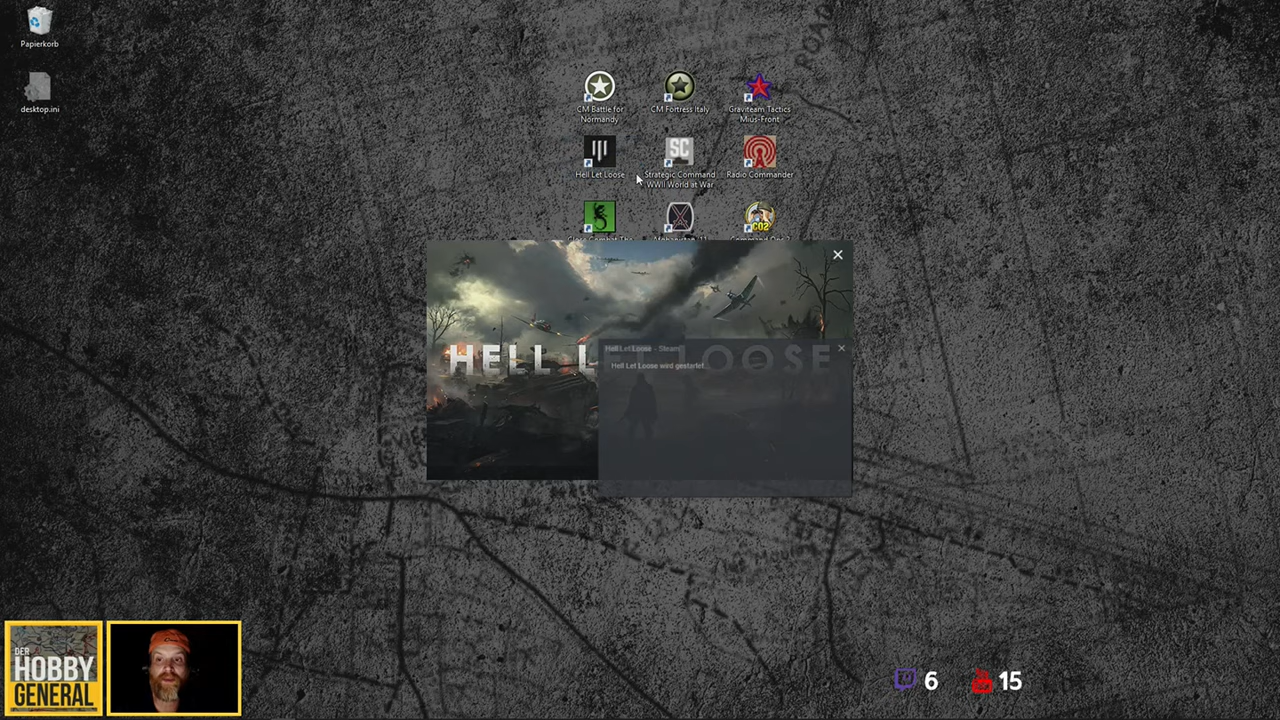 Papierkorb
desktop.ini
CM Battle for
Normandy
CM Fortress Italy
Graviteam Tactics
Mius-Front
SC
Hell Let Loose
Strategic Command
WWII World at War
Radio Commander
CO2
HELL LET LOOSE
Hell Let Loose - Steam
Hell Let Loose wird gestartet...
DER
HOBBY
GENERAL
6
15